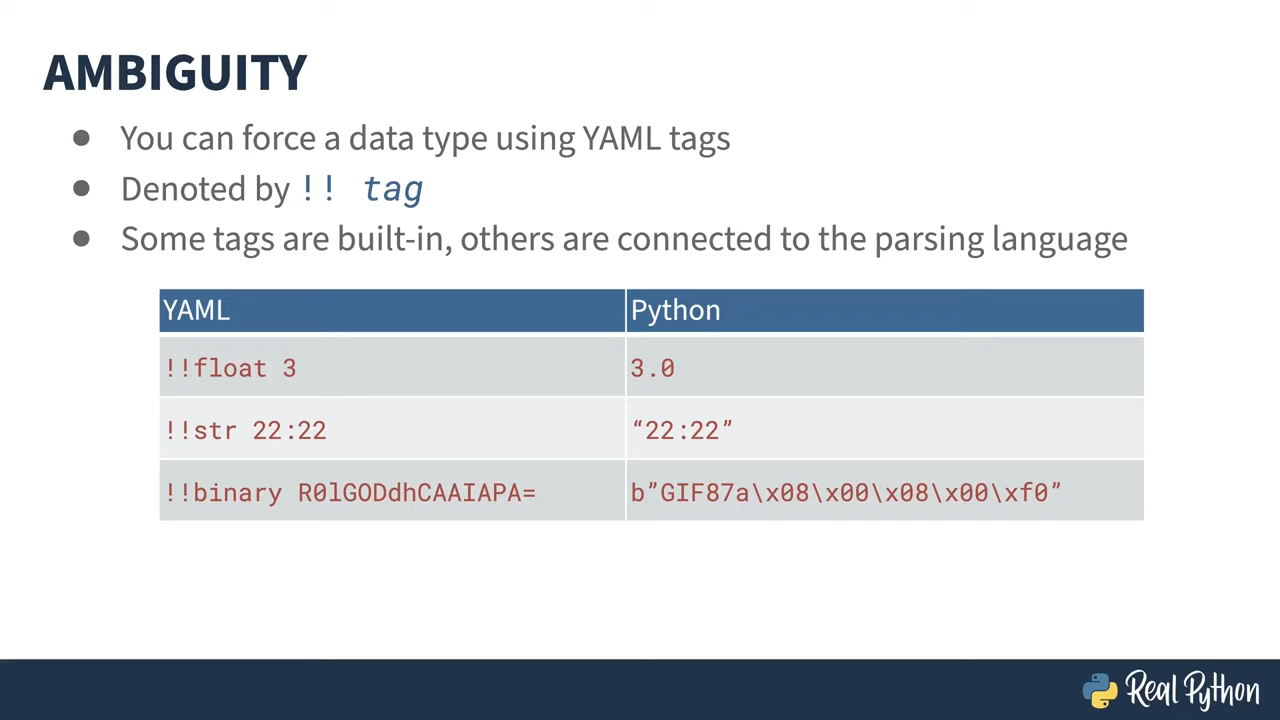 AMBIGUITY
● You can force a data type using YAML tags
● Denoted by !! tag
● Some tags are built-in, others are connected to the parsing language
YAML Python
!!float 3 3.0
!!str 22:22 “22:22”
!!binary R0lGODdhCAAIAPA= b”GIF87a\x08\x00\x08\x00\xf0”
Real Python